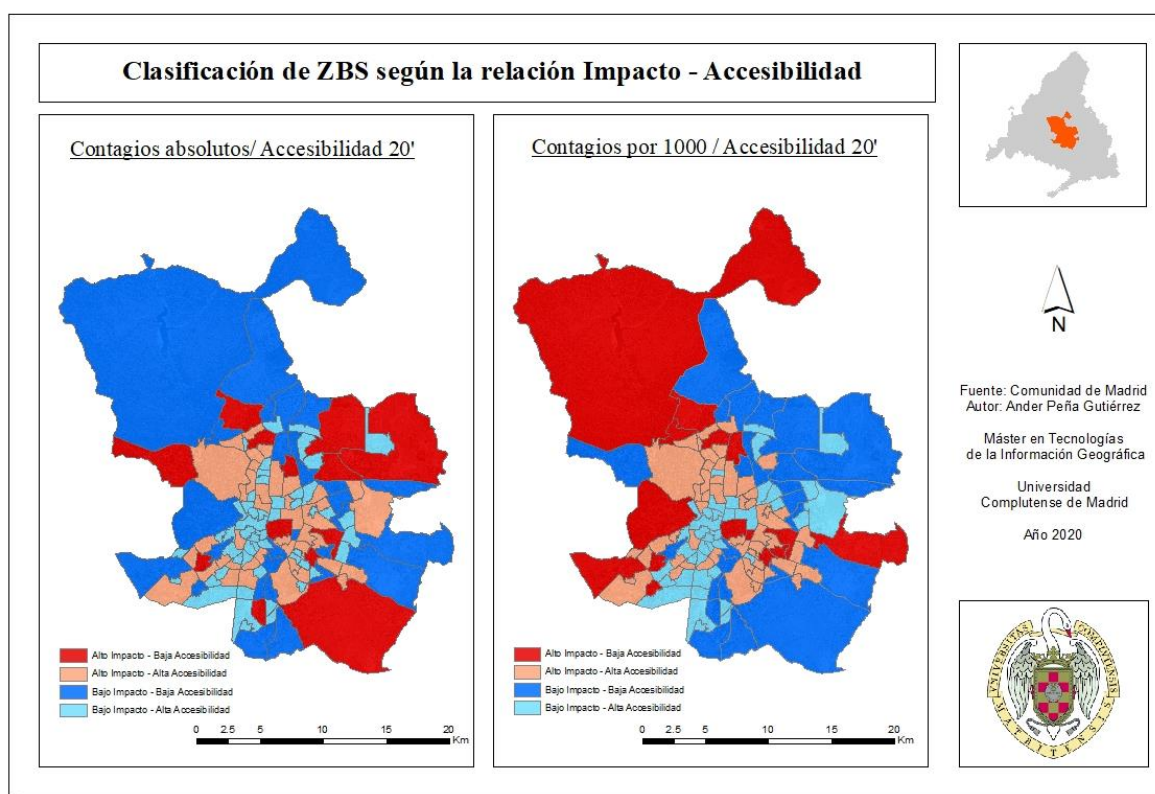 Clasificación de ZBS según la relación Impacto - Accesibilidad
Contagios absolutos/ Accesibilidad 20'
Alto Impacto - Baja Accesibilidad
Alto Impacto - Alta Accesibilidad
Bajo Impacto - Baja Accesibilidad
Bajo Impacto - Alta Accesibilidad
0 2.5 5 10 15 20
Km
Contagios por 1000 / Accesibilidad 20'
Alto Impacto - Baja Accesibilidad
Alto Impacto - Alta Accesibilidad
Bajo Impacto - Baja Accesibilidad
Bajo Impacto - Alta Accesibilidad
0 2.5 5 10 15 20
Km
N
Fuente: Comunidad de Madrid
Autor: Ander Peña Gutiérrez
Máster en Tecnologías
de la Información Geográfica
Universidad
Complutense de Madrid
Año 2020
VNIVERSITAS
COMPLVTENSIS
MATRITENSIS